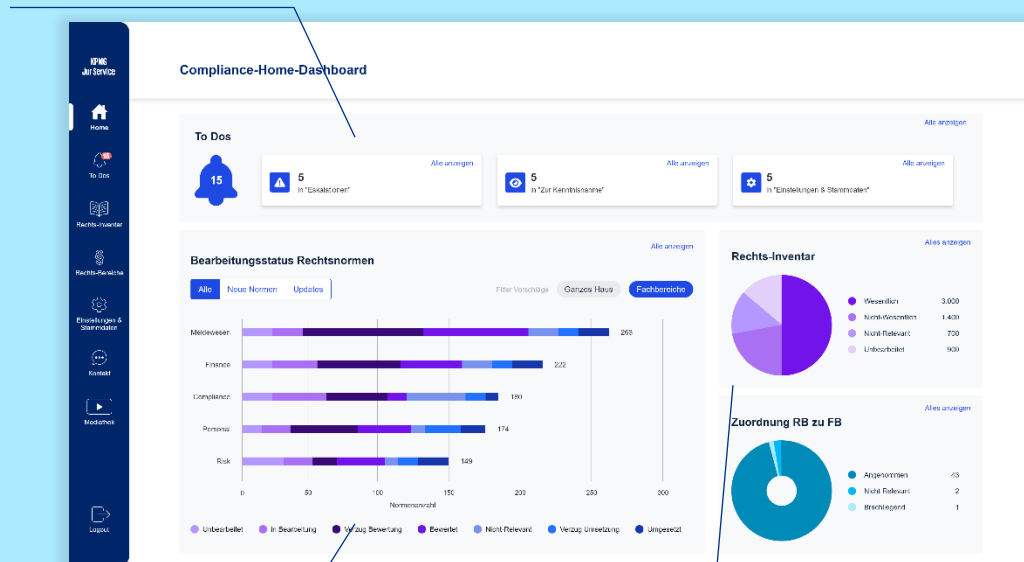 KPMG
Jur Service
Home
15
To Dos
Rechts-Inventar
Rechts-Bereiche
Einstellungen &
Stammdaten
Kontakt
Mediathek
Logout
Compliance-Home-Dashboard
Alle anzeigen
To Dos
15
Alle anzeigen
5
In "Eskalationen"
Alle anzeigen
5
In "Zur Kenntnisnahme"
Alle anzeigen
5
In "Einstellungen & Stammdaten"
Alle anzeigen
Bearbeitungsstatus Rechtsnormen
Alle Neue Normen Updates
Filter Vorschläge Ganzes Haus Fachbereiche
Meldewesen 263
Finance 222
Compliance 180
Personal 174
Risk 149
0 50 100 150 200 250 300
Normenanzahl
Unbearbeitet In Bearbeitung Verzug Bewertung Bewertet Nicht-Relevant Verzug Umsetzung Umgesetzt
Alles anzeigen
Rechts-Inventar
Wesentlich 3.000
Nicht-Wesentlich 1.400
Nicht-Relevant 700
Unbearbeitet 900
Alles anzeigen
Zuordnung RB zu FB
Angenommen 43
Nicht Relevant 2
1